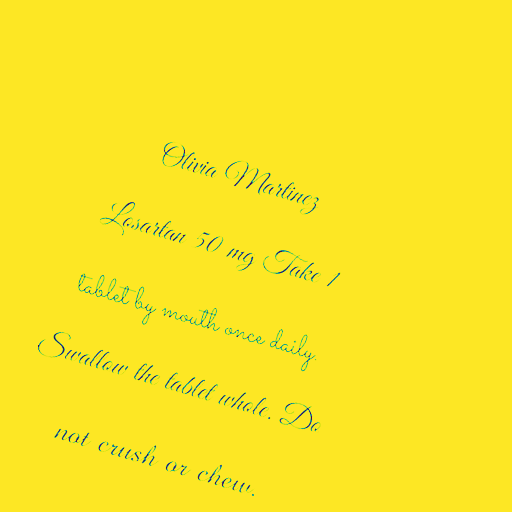 Olivia Martinez
Losartan 50 mg Take 1
tablet by mouth once daily.
Swallow the tablet whole. Do
not crush or chew.